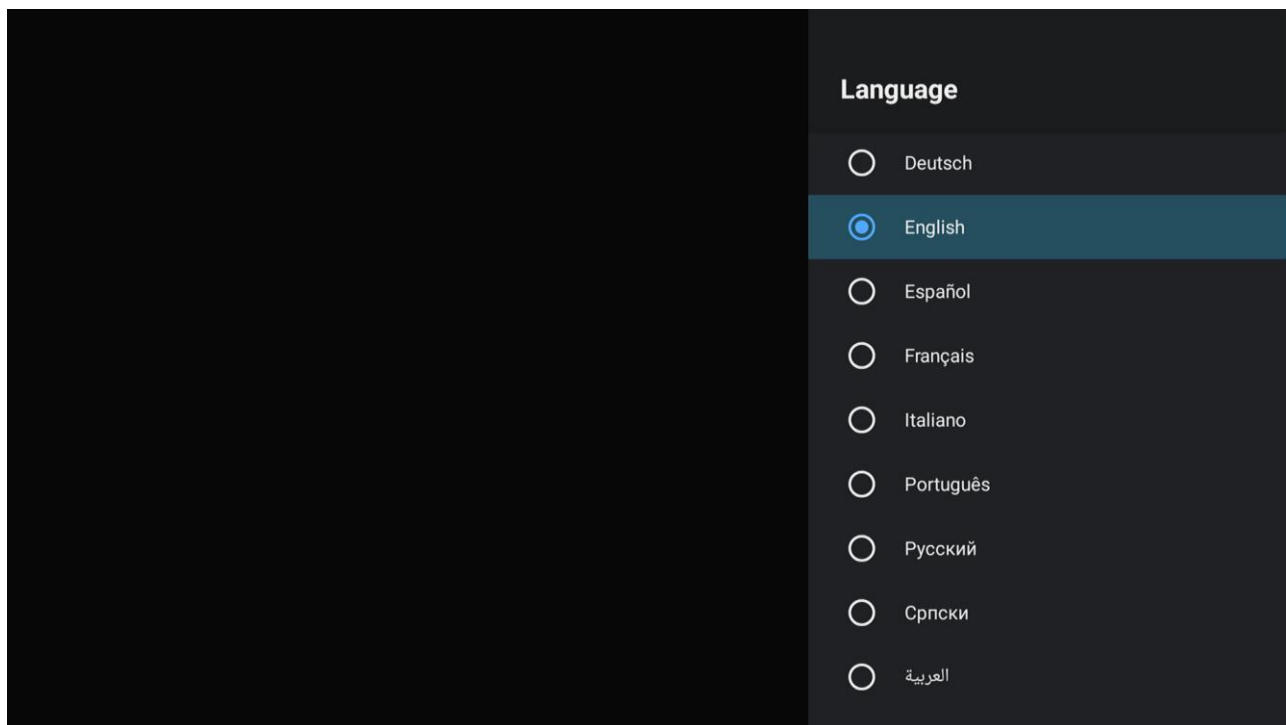 Language
Deutsch
English
Español
Français
Italiano
Português
Русский
Српски
العربية